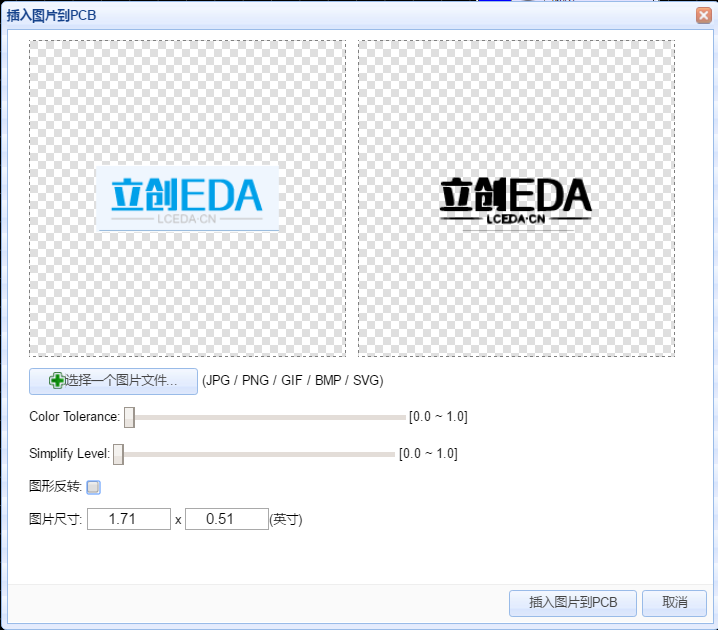 插入图片到PCB
立创EDA
LCEDA·CN
立创EDA
LCEDA·CN
选择一个图片文件... (JPG / PNG / GIF / BMP / SVG)
Color Tolerance: [0.0 ~ 1.0]
Simplify Level: [0.0 ~ 1.0]
图形反转:
图片尺寸: 1.71 x 0.51 (英寸)
插入图片到PCB 取消